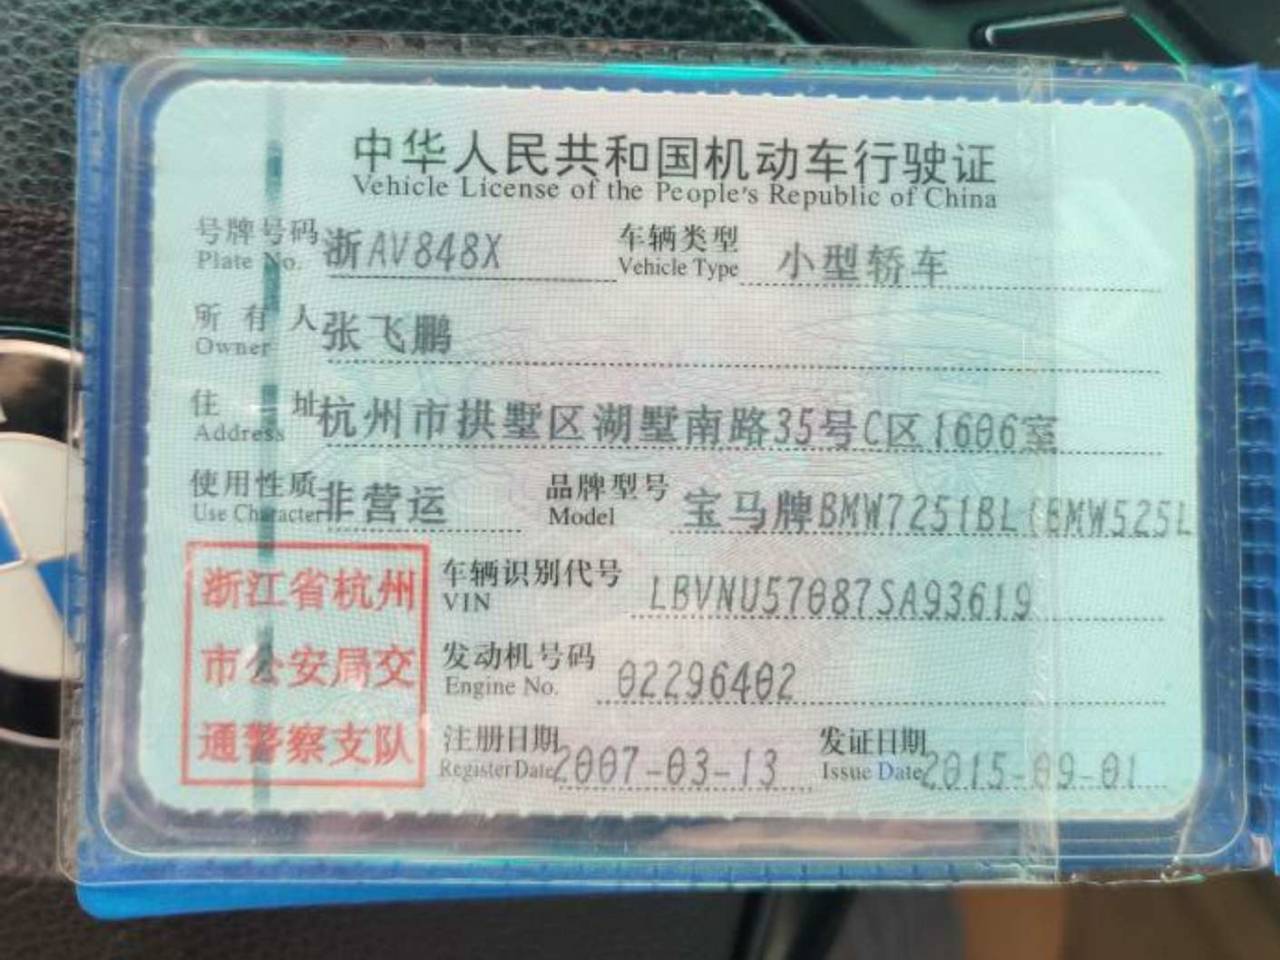 中华人民共和国机动车行驶证
Vehicle License of the People's Republic of China
号牌号码 浙AV848X 车辆类型 小型轿车
Plate No. Vehicle Type
所有人 张飞鹏
Owner
住址 杭州市拱墅区湖墅南路35号C区1606室
Address
使用性质 非营运 品牌型号 宝马牌BMW7251BL(BMW525L
Use Character Model
浙江省杭州
市公安局交
通警察支队
车辆识别代号 LBVNU57087SA93619
VIN
发动机号码 02296402
Engine No.
注册日期 2007-03-13 发证日期 2015-09-01
Register Date Issue Date